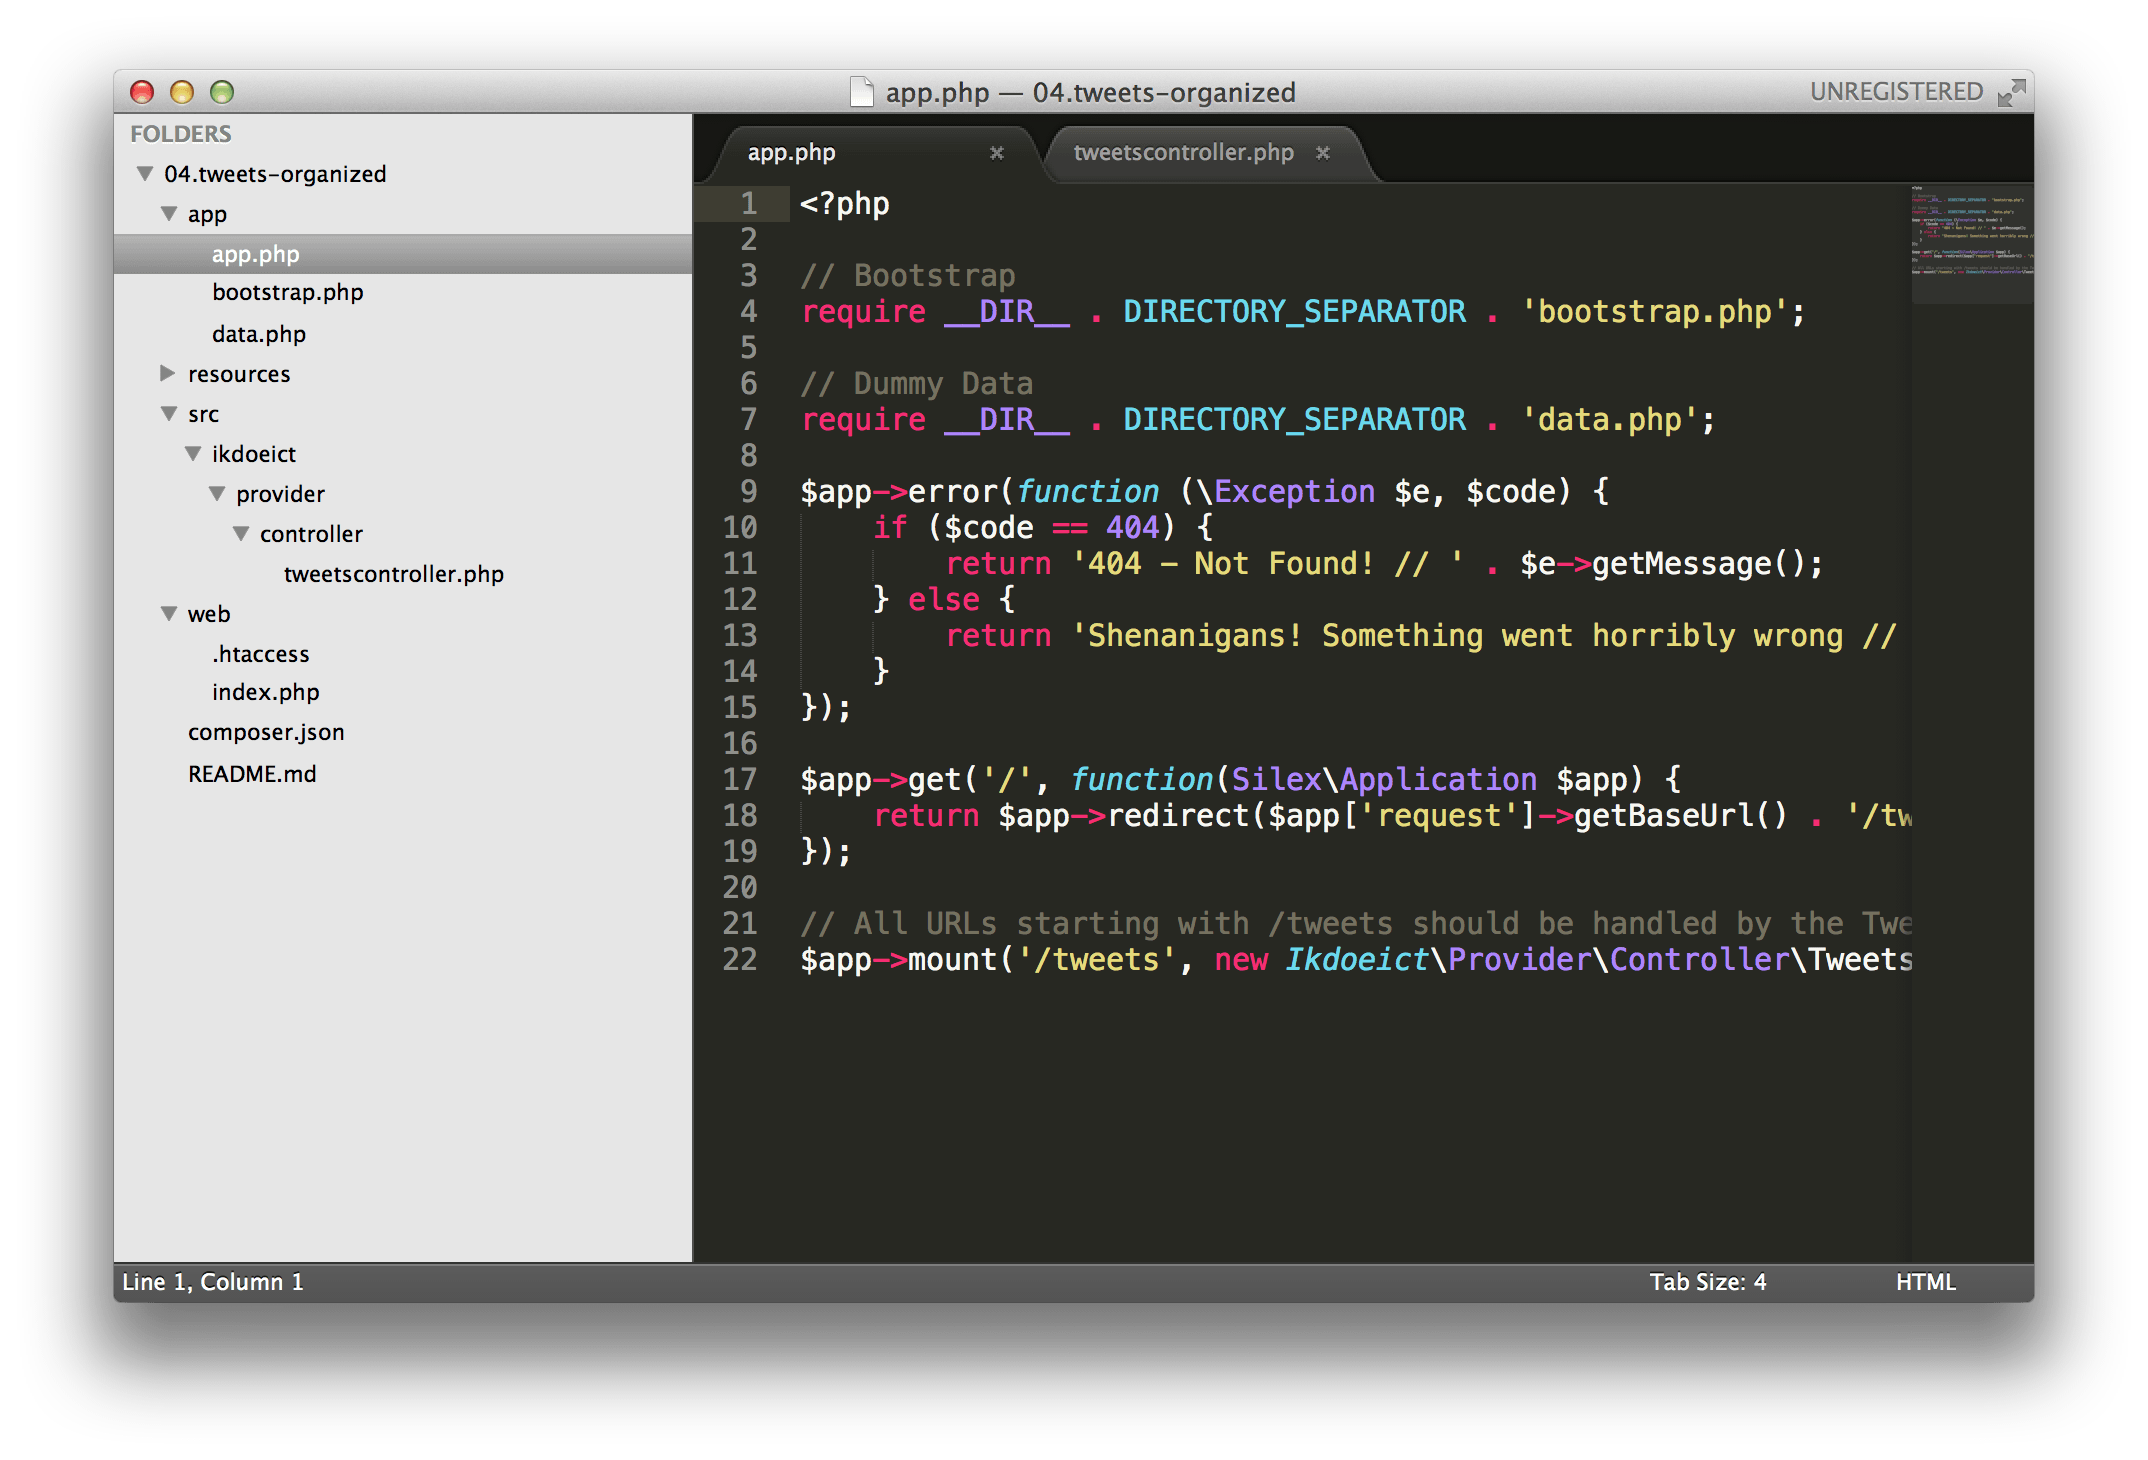 app.php — 04.tweets-organized
UNREGISTERED
FOLDERS
04.tweets-organized
app
app.php
bootstrap.php
data.php
resources
src
ikdoeict
provider
controller
tweetscontroller.php
web
.htaccess
index.php
composer.json
README.md
app.php
tweetscontroller.php
1 <?php
2
3 // Bootstrap
4 require __DIR__ . DIRECTORY_SEPARATOR . 'bootstrap.php';
5
6 // Dummy Data
7 require __DIR__ . DIRECTORY_SEPARATOR . 'data.php';
8
9 $app->error(function (\Exception $e, $code) {
10 if ($code == 404) {
11 return '404 - Not Found! // ' . $e->getMessage();
12 } else {
13 return 'Shenanigans! Something went horribly wrong //
14 }
15 });
16
17 $app->get('/', function(Silex\Application $app) {
18 return $app->redirect($app['request']->getBaseUrl() . '/tw
19 });
20
21 // All URLs starting with /tweets should be handled by the Twe
22 $app->mount('/tweets', new Ikdoeict\Provider\Controller\Tweets
Line 1, Column 1
Tab Size: 4
HTML